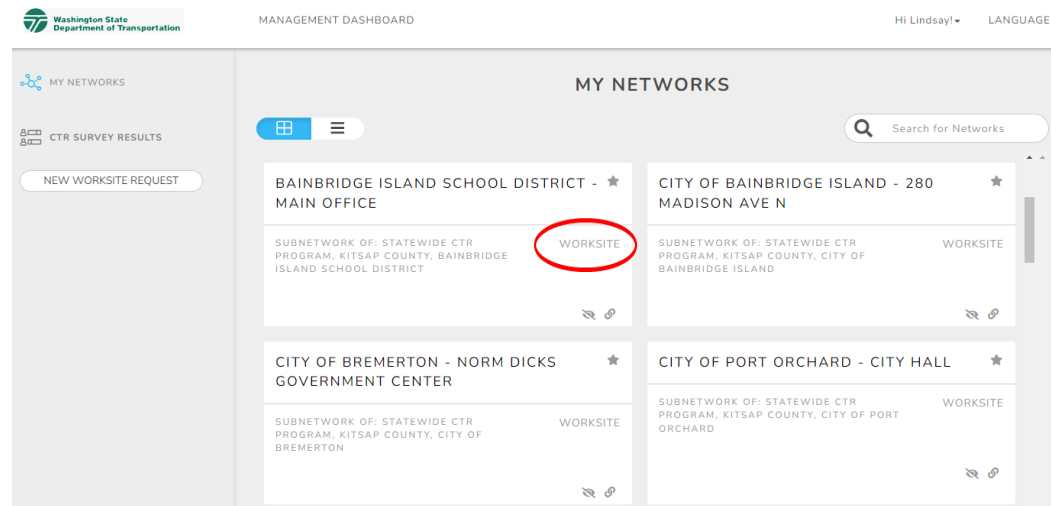 Washington State
Department of Transportation
MANAGEMENT DASHBOARD
Hi Lindsay!
LANGUAGE
MY NETWORKS
CTR SURVEY RESULTS
NEW WORKSITE REQUEST
MY NETWORKS
Search for Networks
BAINBRIDGE ISLAND SCHOOL DISTRICT -
MAIN OFFICE
SUBNETWORK OF: STATEWIDE CTR
PROGRAM, KITSAP COUNTY, BAINBRIDGE
ISLAND SCHOOL DISTRICT
WORKSITE
CITY OF BAINBRIDGE ISLAND - 280
MADISON AVE N
SUBNETWORK OF: STATEWIDE CTR
PROGRAM, KITSAP COUNTY, CITY OF
BAINBRIDGE ISLAND
WORKSITE
CITY OF BREMERTON - NORM DICKS
GOVERNMENT CENTER
SUBNETWORK OF: STATEWIDE CTR
PROGRAM, KITSAP COUNTY, CITY OF
BREMERTON
WORKSITE
CITY OF PORT ORCHARD - CITY HALL
SUBNETWORK OF: STATEWIDE CTR
PROGRAM, KITSAP COUNTY, CITY OF PORT
ORCHARD
WORKSITE